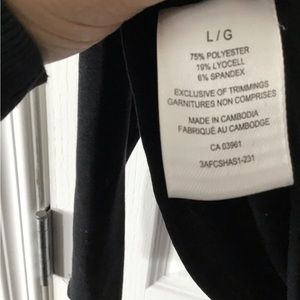 L / G
75% POLYESTER
19% LYOCELL
6% SPANDEX
EXCLUSIVE OF TRIMMINGS
GARNITURES NON COMPRISES
MADE IN CAMBODIA
FABRIQUÉ AU CAMBODGE
CA 03961
3AFCSHAS1-231